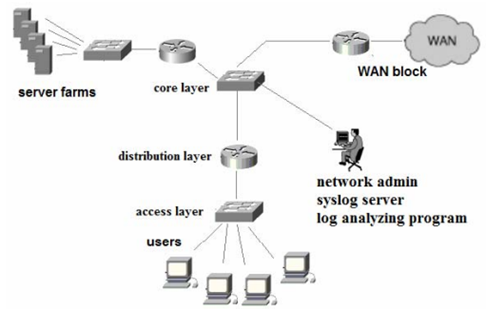 WAN
WAN block
server farms
core layer
distribution layer
network admin
syslog server
log analyzing program
access layer
users